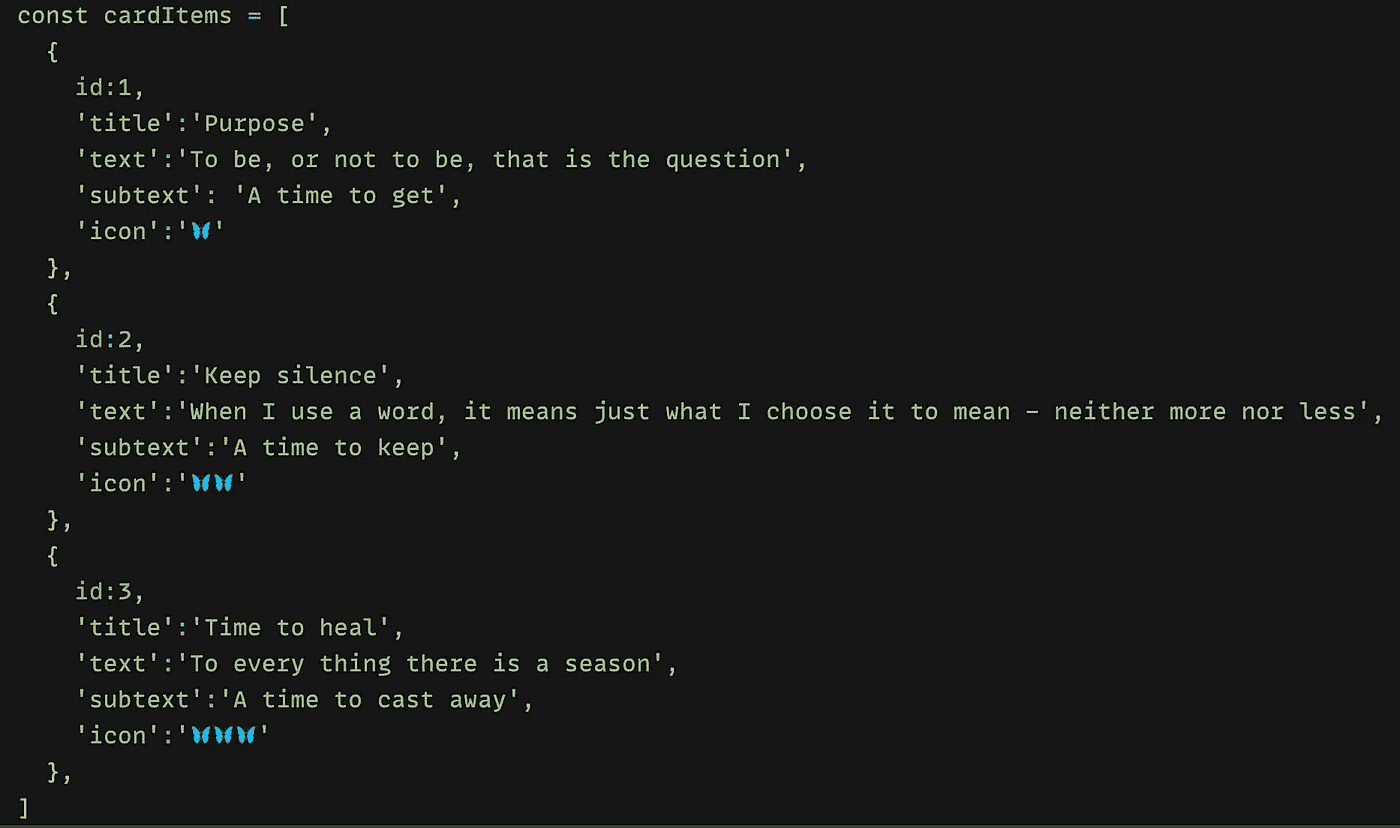 const cardItems = [
  {
    id:1,
    'title':'Purpose',
    'text':'To be, or not to be, that is the question',
    'subtext': 'A time to get',
    'icon':'🦋'
  },
  {
    id:2,
    'title':'Keep silence',
    'text':'When I use a word, it means just what I choose it to mean – neither more nor less',
    'subtext':'A time to keep',
    'icon':'🦋🦋'
  },
  {
    id:3,
    'title':'Time to heal',
    'text':'To every thing there is a season',
    'subtext':'A time to cast away',
    'icon':'🦋🦋🦋'
  },
]